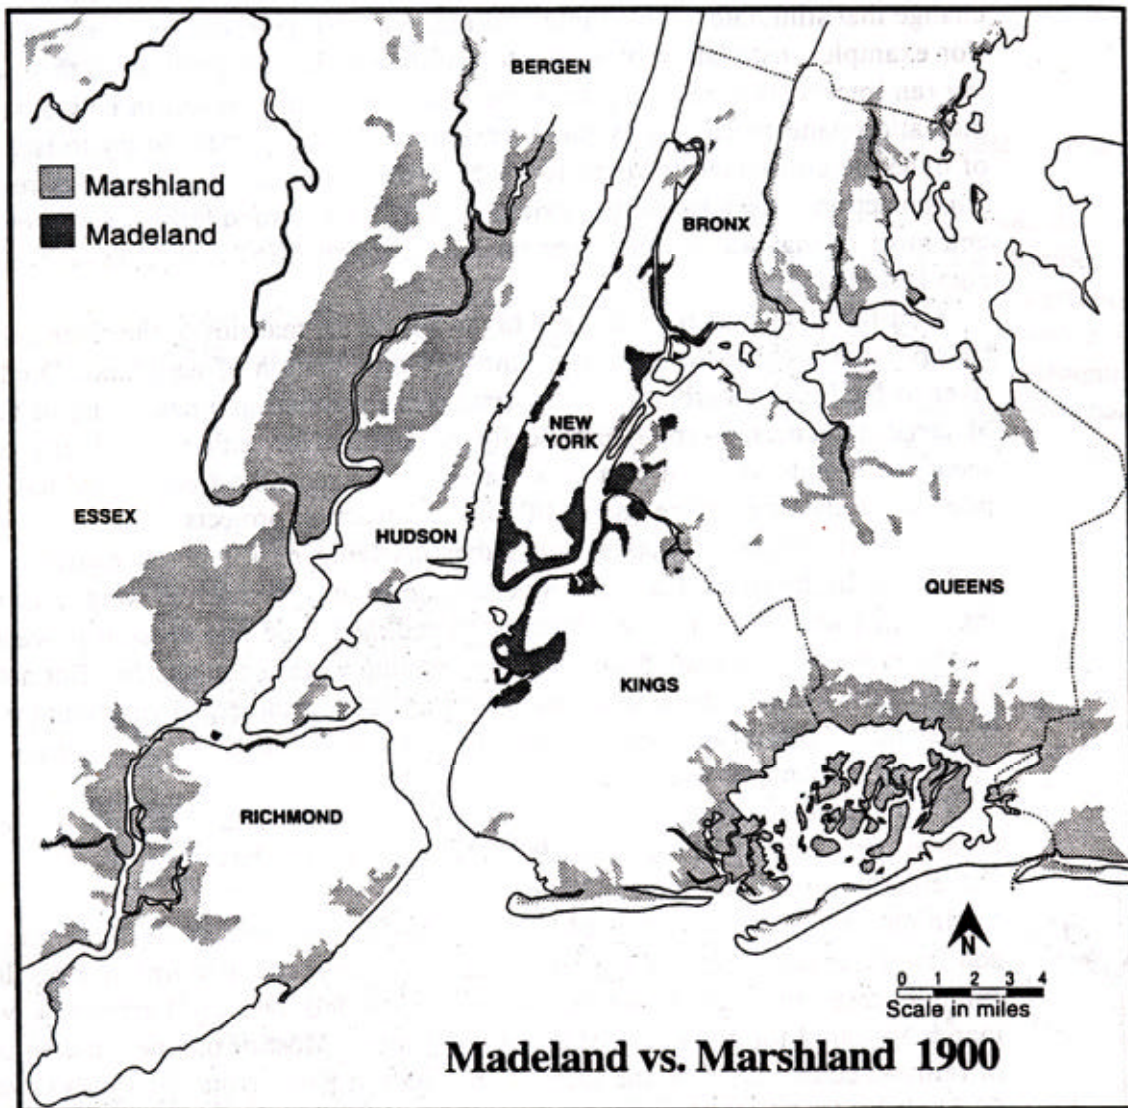 BERGEN
Marshland
Madeland
BRONX
NEW
YORK
ESSEX
HUDSON
QUEENS
KINGS
RICHMOND
N
0 1 2 3 4
Scale in miles
Madeland vs. Marshland 1900